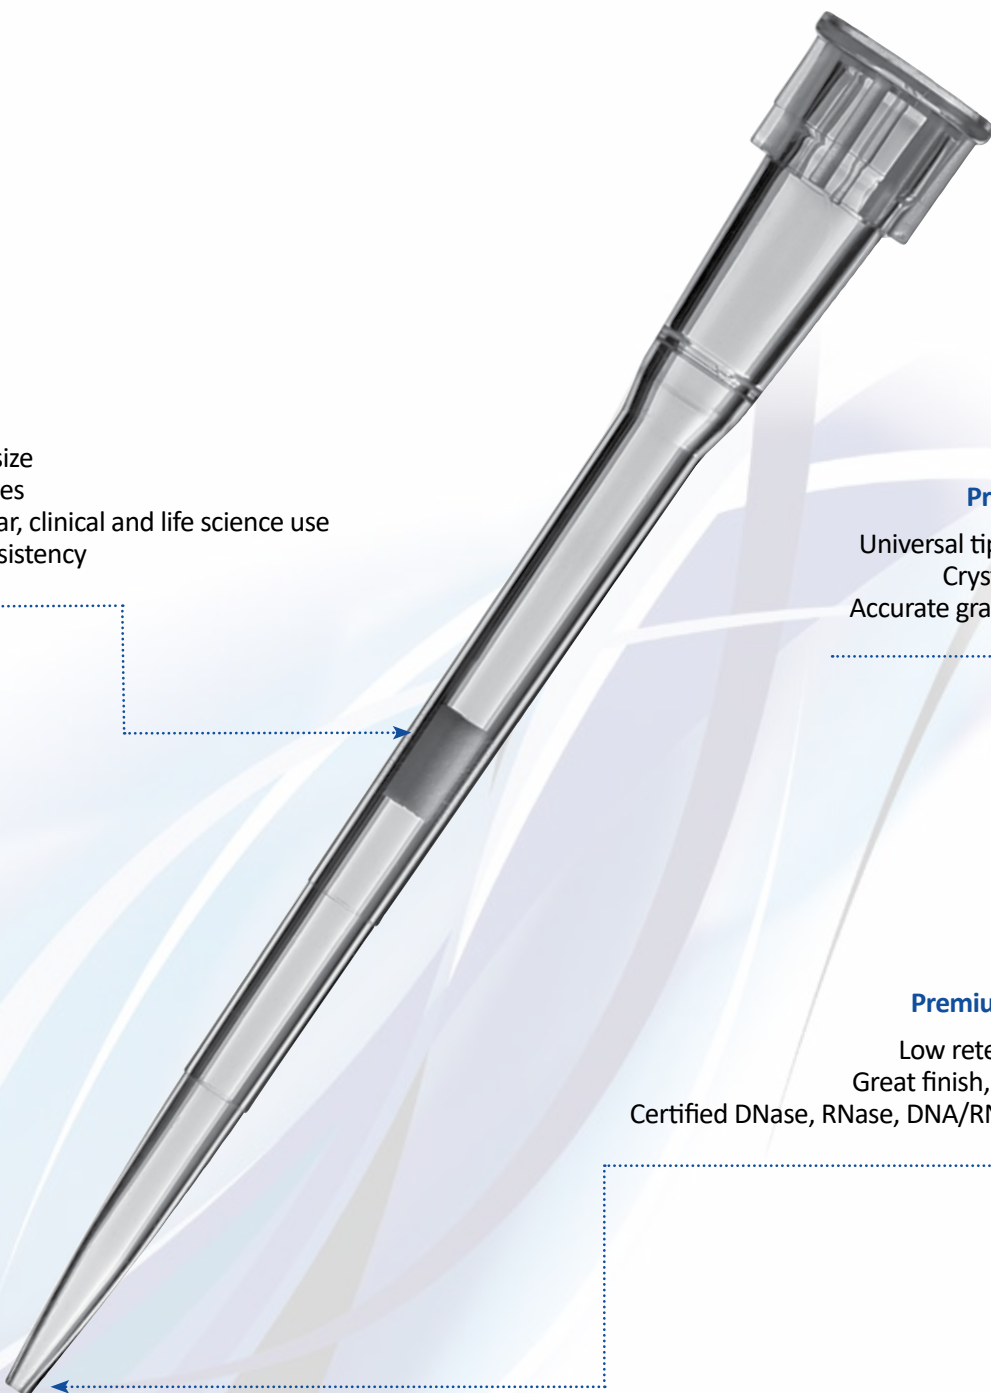 size
es
ar, clinical and life science use
sistency
Pr
Universal tip
Cryst
Accurate gra
Premiu
Low rete
Great finish,
Certified DNase, RNase, DNA/RN